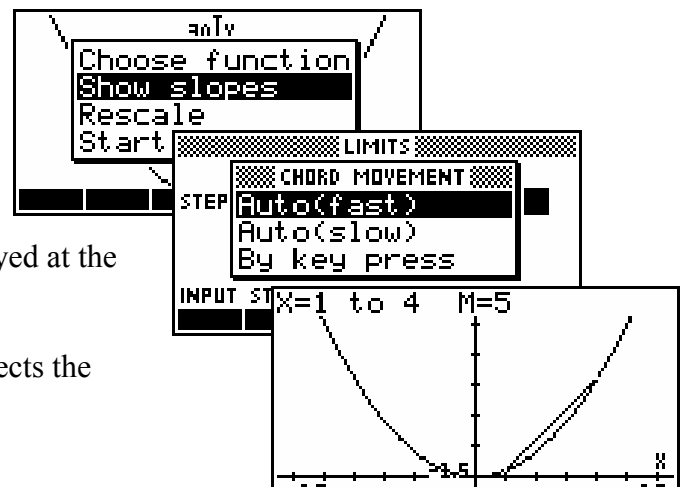 Choose function
Show slopes
Rescale
Start
LIMITS
CHORD MOVEMENT
STEP
Auto(fast)
Auto(slow)
By key press
yed at the
INPUT ST
X=1 to 4 M=5
ects the
X